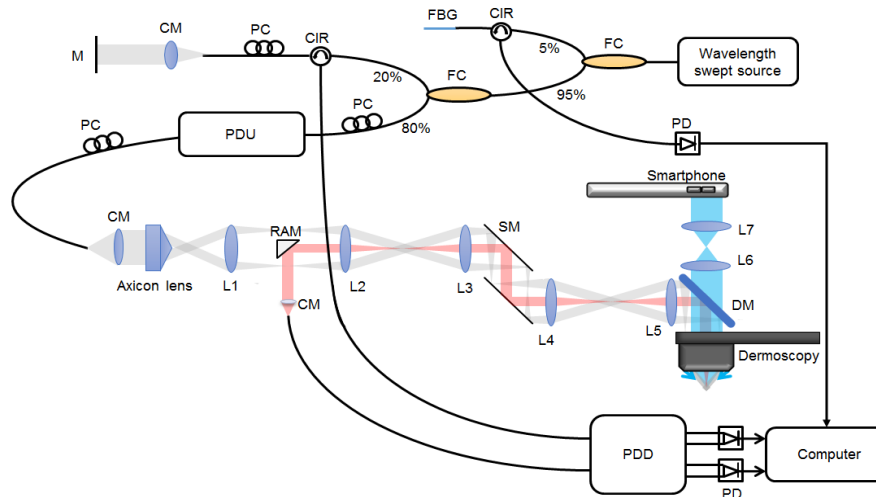 CM
M
PC
CIR
20%
FC
PC
80%
PDU
PC
FBG
CIR
5%
FC
95%
Wavelength
swept source
PD
Smartphone
L7
L6
DM
Dermoscopy
CM
Axicon lens
L1
RAM
CM
L2
L3
SM
L4
L5
PDD
PD
Computer